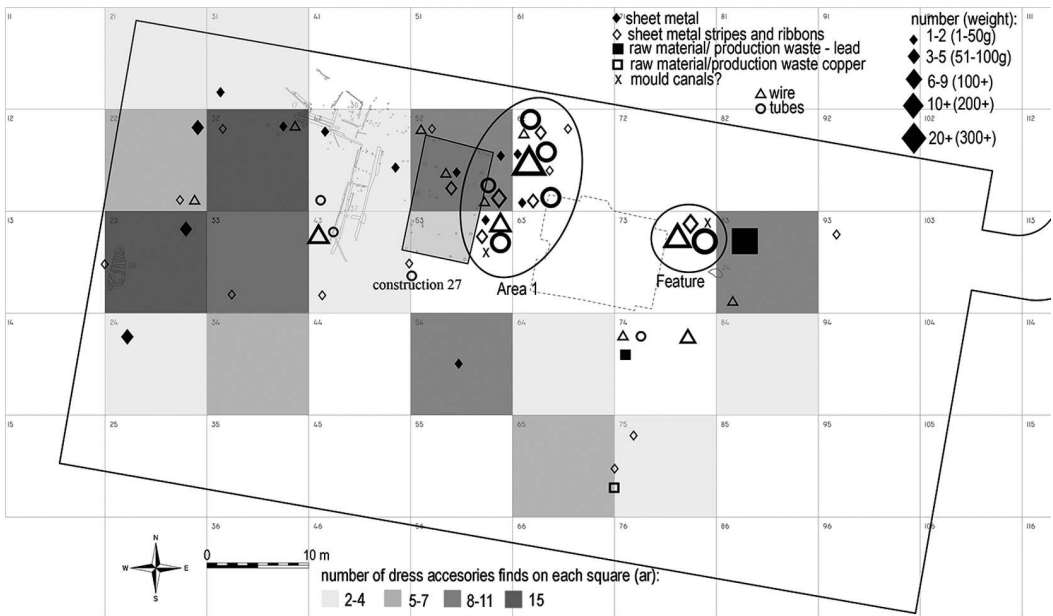 11 21 31 41 51 61 71 81 91 101 111
sheet metal
sheet metal stripes and ribbons
raw material/ production waste - lead
raw material/production waste copper
x mould canals?
wire
tubes
number (weight):
1-2 (1-50g)
3-5 (51-100g)
6-9 (100+)
10+ (200+)
20+ (300+)
12 22 32 52 62 72 112
13 23 33 43 53 63 73 83 93 103 113
construction 27
Area 1
Feature
14 24 34 44 54 64 74 84 94 104 114
15 25 35 45 55 65 75 85 95 105 115
36 46 56 66 76 86 96 106 116
N
W E
S
0 10 m
number of dress accesories finds on each square (ar):
2-4 5-7 8-11 15